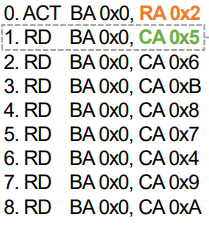 0. ACT BA 0x0, RA 0x2
1. RD BA 0x0, CA 0x5
2. RD BA 0x0, CA 0x6
3. RD BA 0x0, CA 0xB
4. RD BA 0x0, CA 0x8
5. RD BA 0x0, CA 0x7
6. RD BA 0x0, CA 0x4
7. RD BA 0x0, CA 0x9
8. RD BA 0x0, CA 0xA